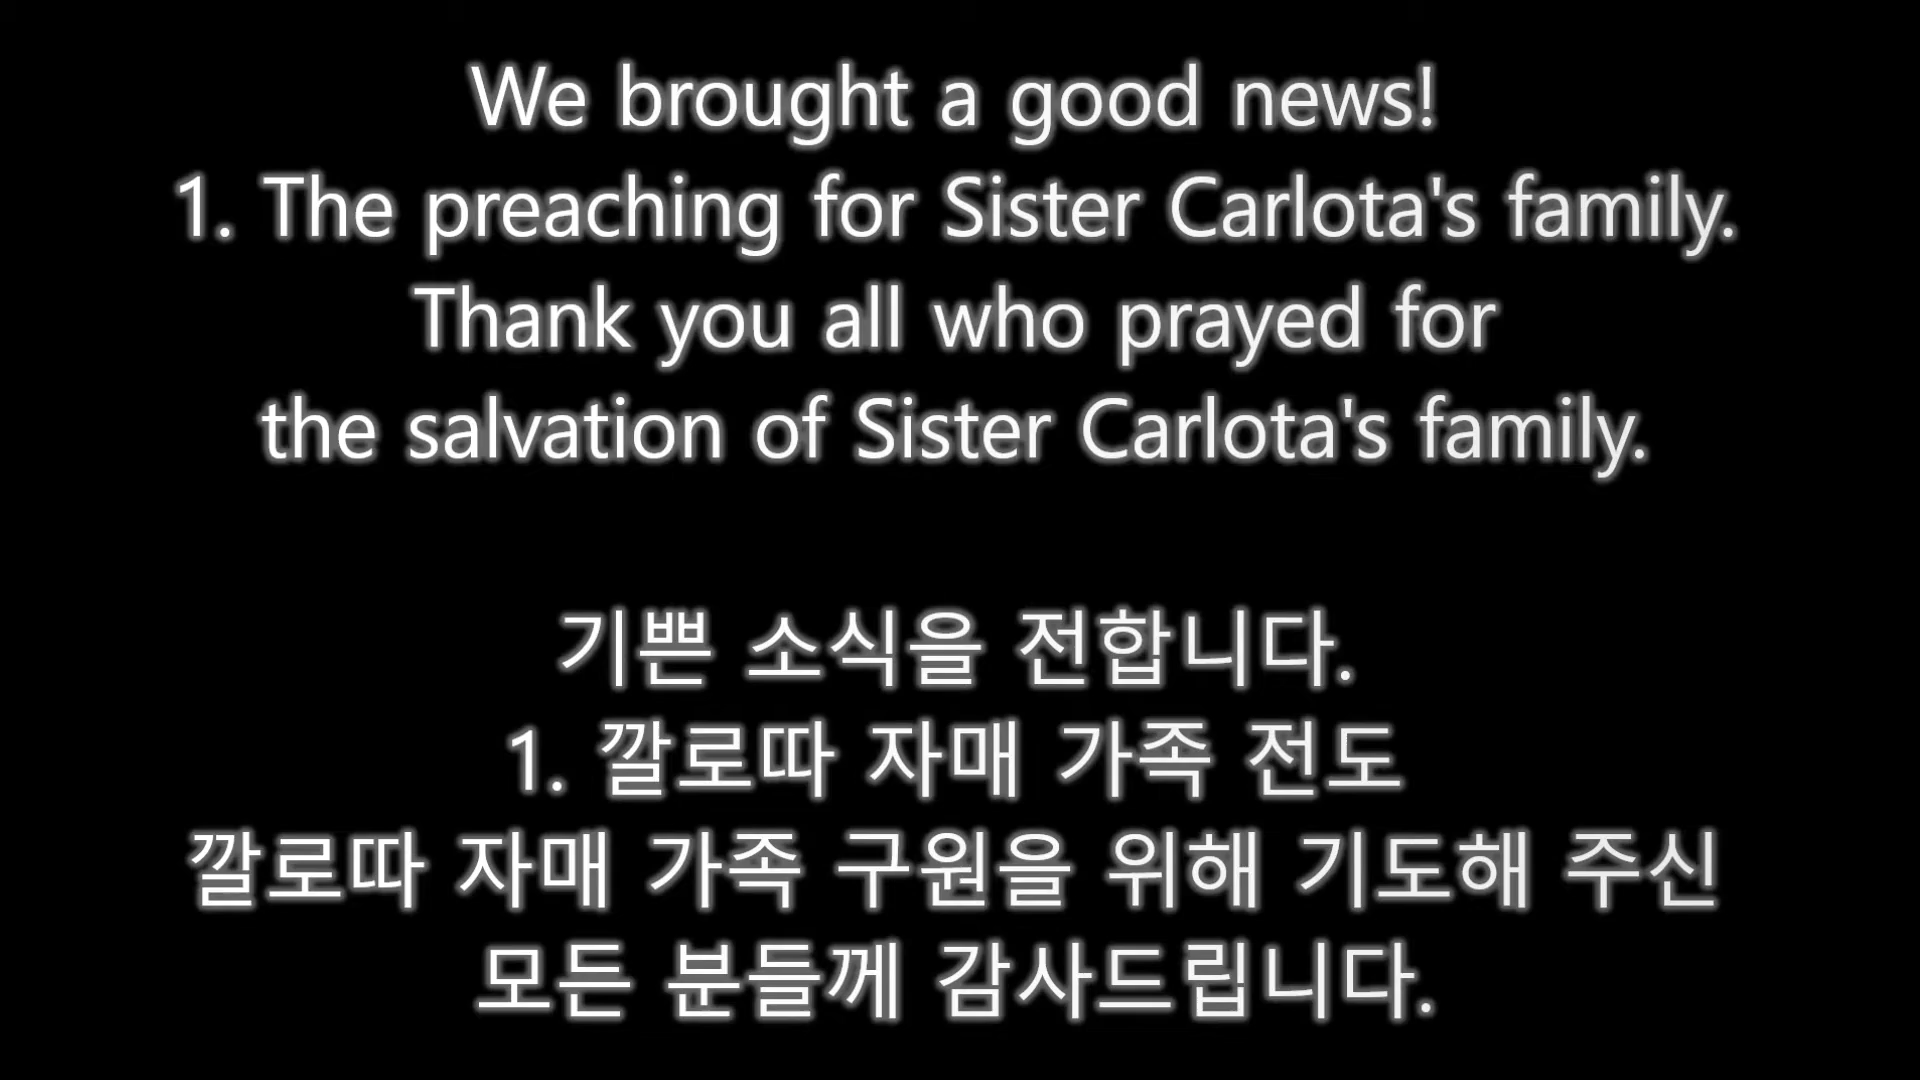 We brought a good news!
1. The preaching for Sister Carlota's family.
Thank you all who prayed for
the salvation of Sister Carlota's family.
기쁜 소식을 전합니다.
1. 깔로따 자매 가족 전도
깔로따 자매 가족 구원을 위해 기도해 주신
모든 분들께 감사드립니다.